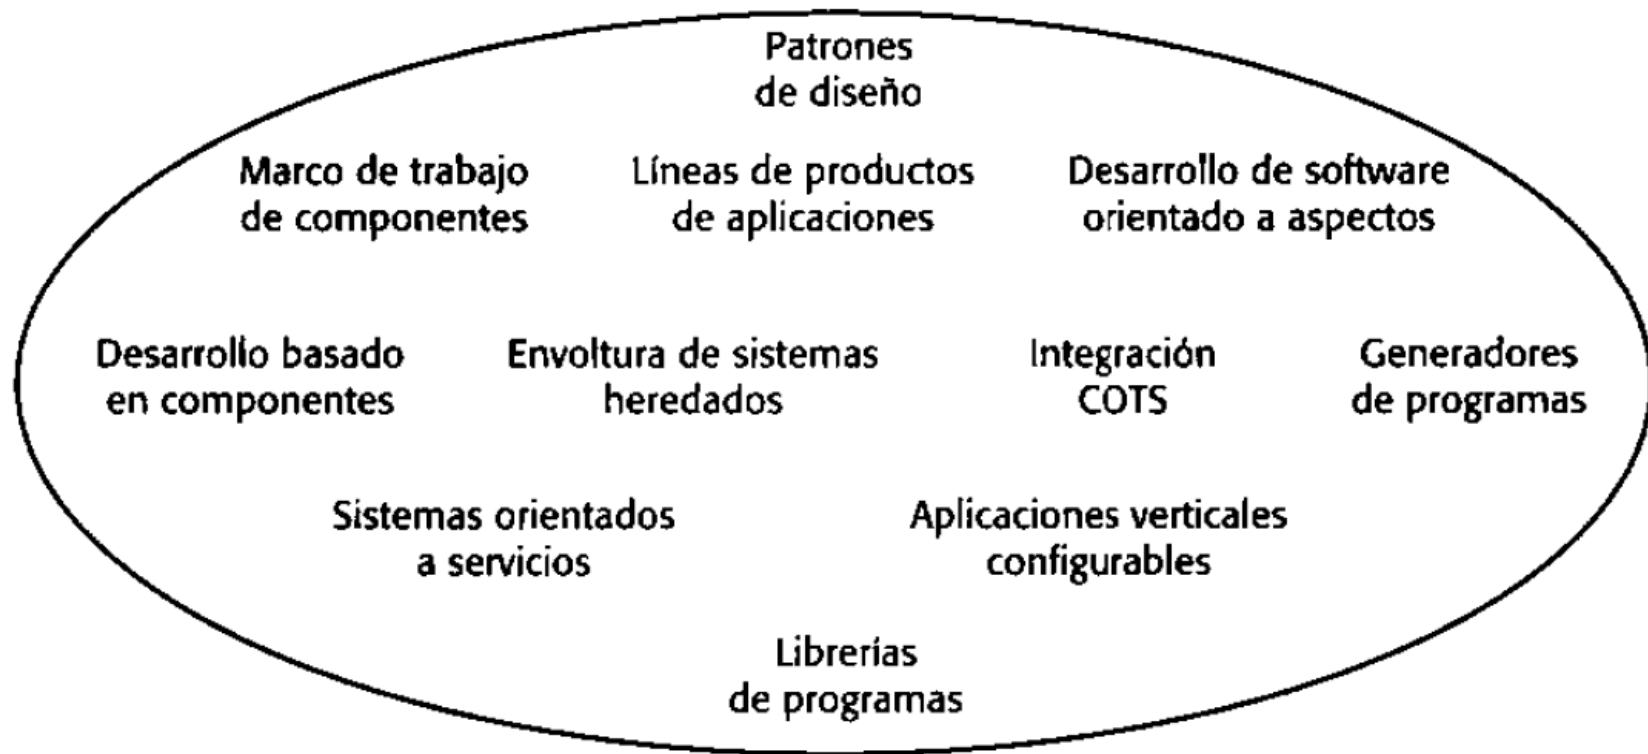 Patrones
de diseño
Marco de trabajo
de componentes
Líneas de productos
de aplicaciones
Desarrollo de software
orientado a aspectos
Desarrollo basado
en componentes
Envoltura de sistemas
heredados
Integración
COTS
Generadores
de programas
Sistemas orientados
a servicios
Aplicaciones verticales
configurables
Librerías
de programas